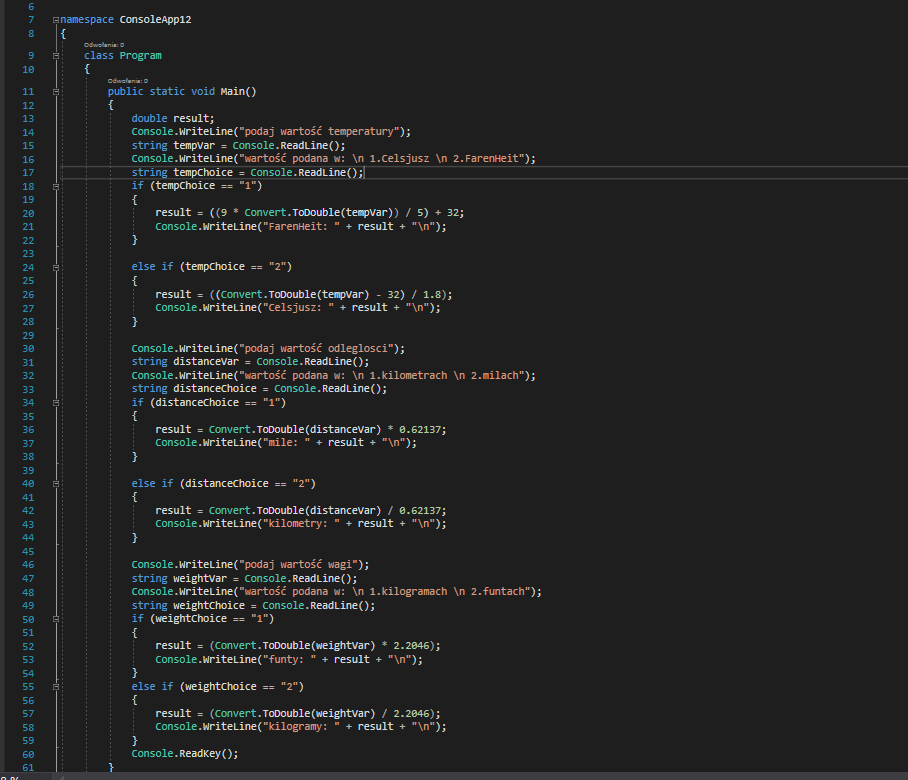 6
7 namespace ConsoleApp12
8 {
Odwołania: 0
9 class Program
10 {
Odwołania: 0
11 public static void Main()
12 {
13 double result;
14 Console.WriteLine("podaj wartość temperatury");
15 string tempVar = Console.ReadLine();
16 Console.WriteLine("wartość podana w: \n 1.Celsjusz \n 2.FarenHeit");
17 string tempChoice = Console.ReadLine();
18 if (tempChoice == "1")
19 {
20 result = ((9 * Convert.ToDouble(tempVar)) / 5) + 32;
21 Console.WriteLine("FarenHeit: " + result + "\n");
22 }
23
24 else if (tempChoice == "2")
25 {
26 result = ((Convert.ToDouble(tempVar) - 32) / 1.8);
27 Console.WriteLine("Celsjusz: " + result + "\n");
28 }
29
30 Console.WriteLine("podaj wartość odleglosci");
31 string distanceVar = Console.ReadLine();
32 Console.WriteLine("wartość podana w: \n 1.kilometrach \n 2.milach");
33 string distanceChoice = Console.ReadLine();
34 if (distanceChoice == "1")
35 {
36 result = Convert.ToDouble(distanceVar) * 0.62137;
37 Console.WriteLine("mile: " + result + "\n");
38 }
39
40 else if (distanceChoice == "2")
41 {
42 result = Convert.ToDouble(distanceVar) / 0.62137;
43 Console.WriteLine("kilometry: " + result + "\n");
44 }
45
46 Console.WriteLine("podaj wartość wagi");
47 string weightVar = Console.ReadLine();
48 Console.WriteLine("wartość podana w: \n 1.kilogramach \n 2.funtach");
49 string weightChoice = Console.ReadLine();
50 if (weightChoice == "1")
51 {
52 result = (Convert.ToDouble(weightVar) * 2.2046);
53 Console.WriteLine("funty: " + result + "\n");
54 }
55 else if (weightChoice == "2")
56 {
57 result = (Convert.ToDouble(weightVar) / 2.2046);
58 Console.WriteLine("kilogramy: " + result + "\n");
59 }
60 Console.ReadKey();
61 }